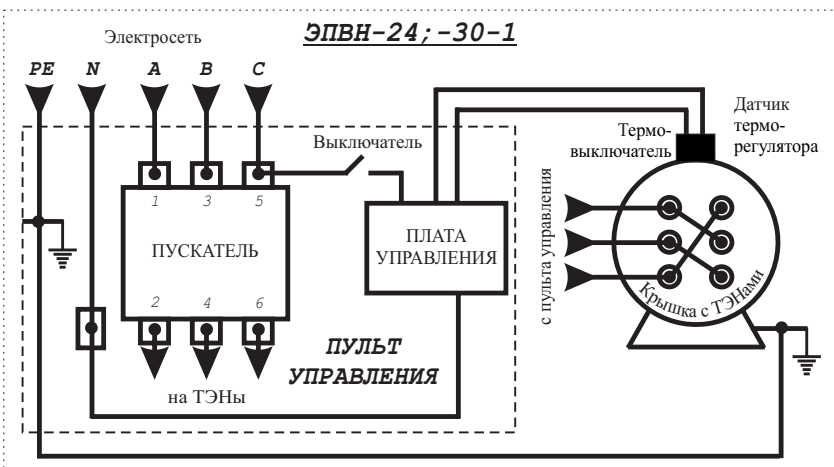 ЭПВН-24;-30-1
Электросеть
PE N A B C
Выключатель
1 3 5
ПУСКАТЕЛЬ
2 4 6
на ТЭНы
ПЛАТА
УПРАВЛЕНИЯ
ПУЛЬТ
УПРАВЛЕНИЯ
Термо-
выключатель
Датчик
термо-
регулятора
с пульта управления
Крышка с ТЭНами